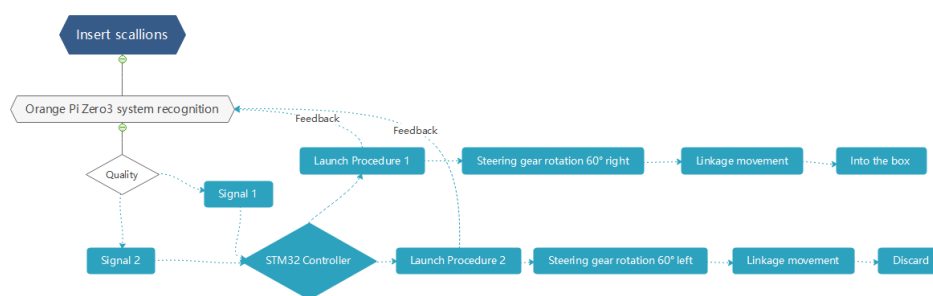 Insert scallions
Orange Pi Zero3 system recognition
Feedback
Feedback
Launch Procedure 1
Steering gear rotation 60° right
Linkage movement
Into the box
Quality
Signal 1
Signal 2
STM32 Controller
Launch Procedure 2
Steering gear rotation 60° left
Linkage movement
Discard